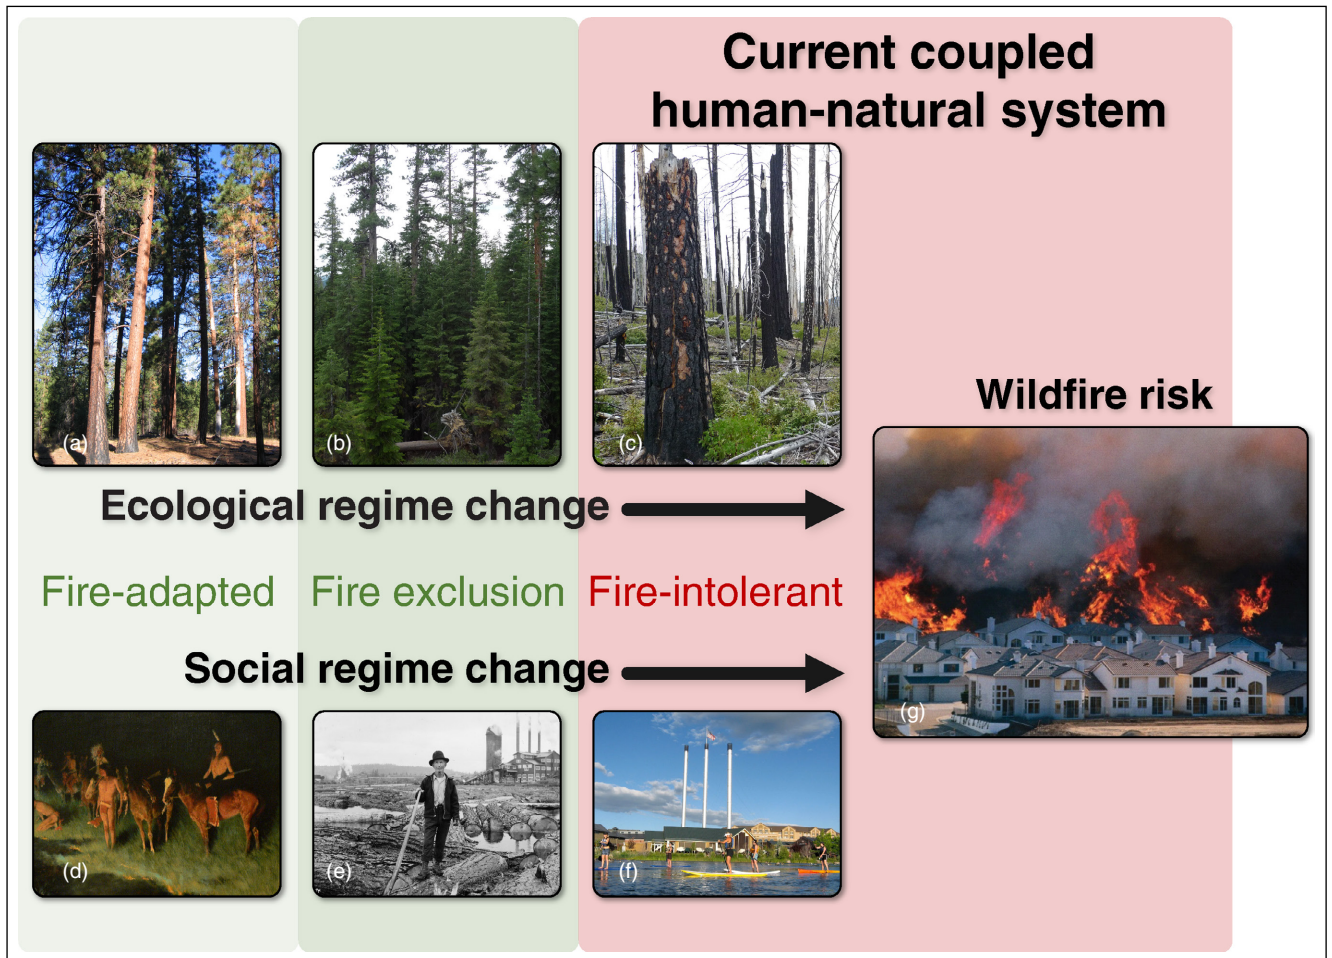 Current coupled
human-natural system
(a)
(b)
(c)
Ecological regime change
Wildfire risk
Fire-adapted
Fire exclusion
Fire-intolerant
Social regime change
(g)
(d)
(e)
(f)